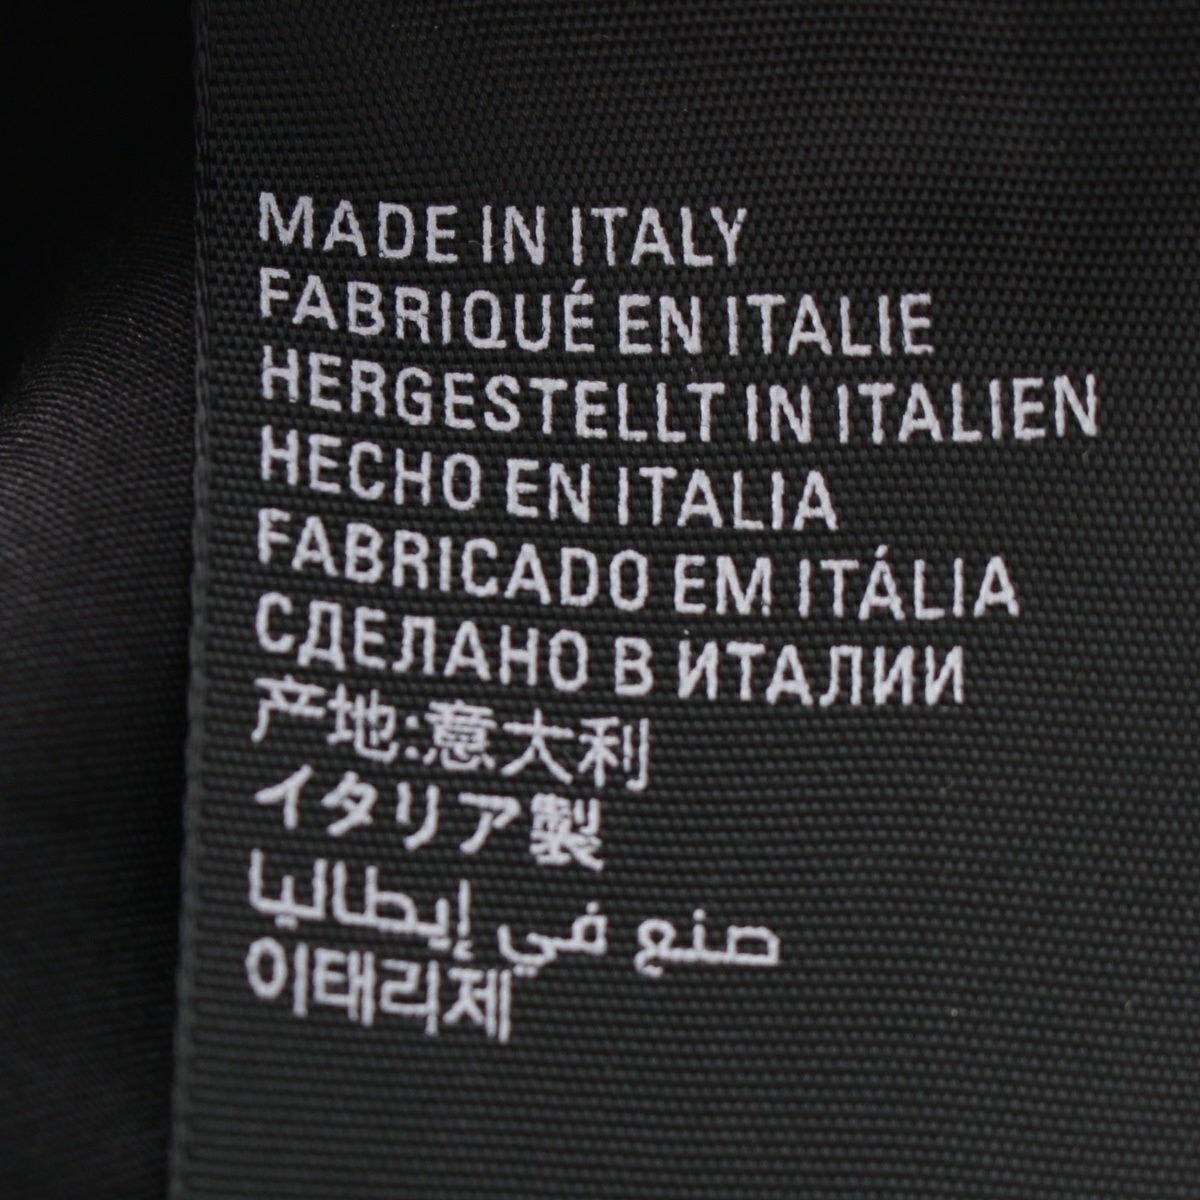 MADE IN ITALY
FABRIQUÉ EN ITALIE
HERGESTELLT IN ITALIEN
HECHO EN ITALIA
FABRICADO EM ITÁLIA
СДЕЛАНО В ИТАЛИИ
产地:意大利
イタリア製
صنع في إيطاليا
이태리제